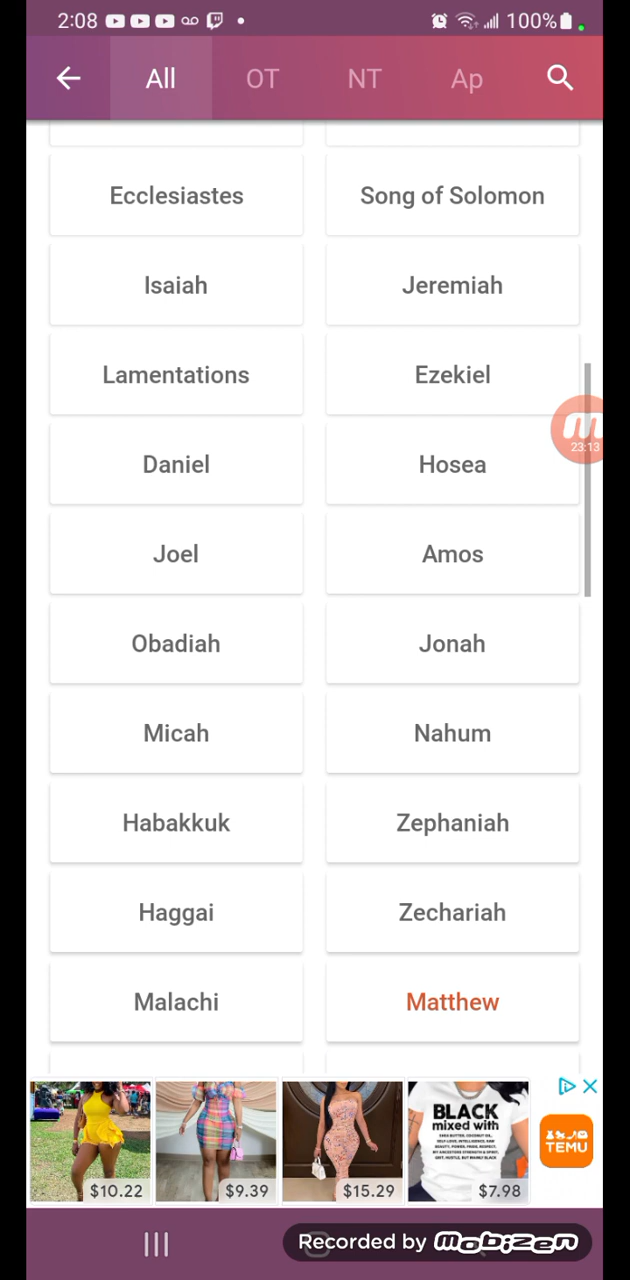 2:08 100%
All OT NT Ap
Ecclesiastes Song of Solomon
Isaiah Jeremiah
Lamentations Ezekiel
23:13
Daniel Hosea
Joel Amos
Obadiah Jonah
Micah Nahum
Habakkuk Zephaniah
Haggai Zechariah
Malachi Matthew
BLACK
mixed with
TEMU
$10.22 $9.39 $15.29 $7.98
Recorded by mobizen